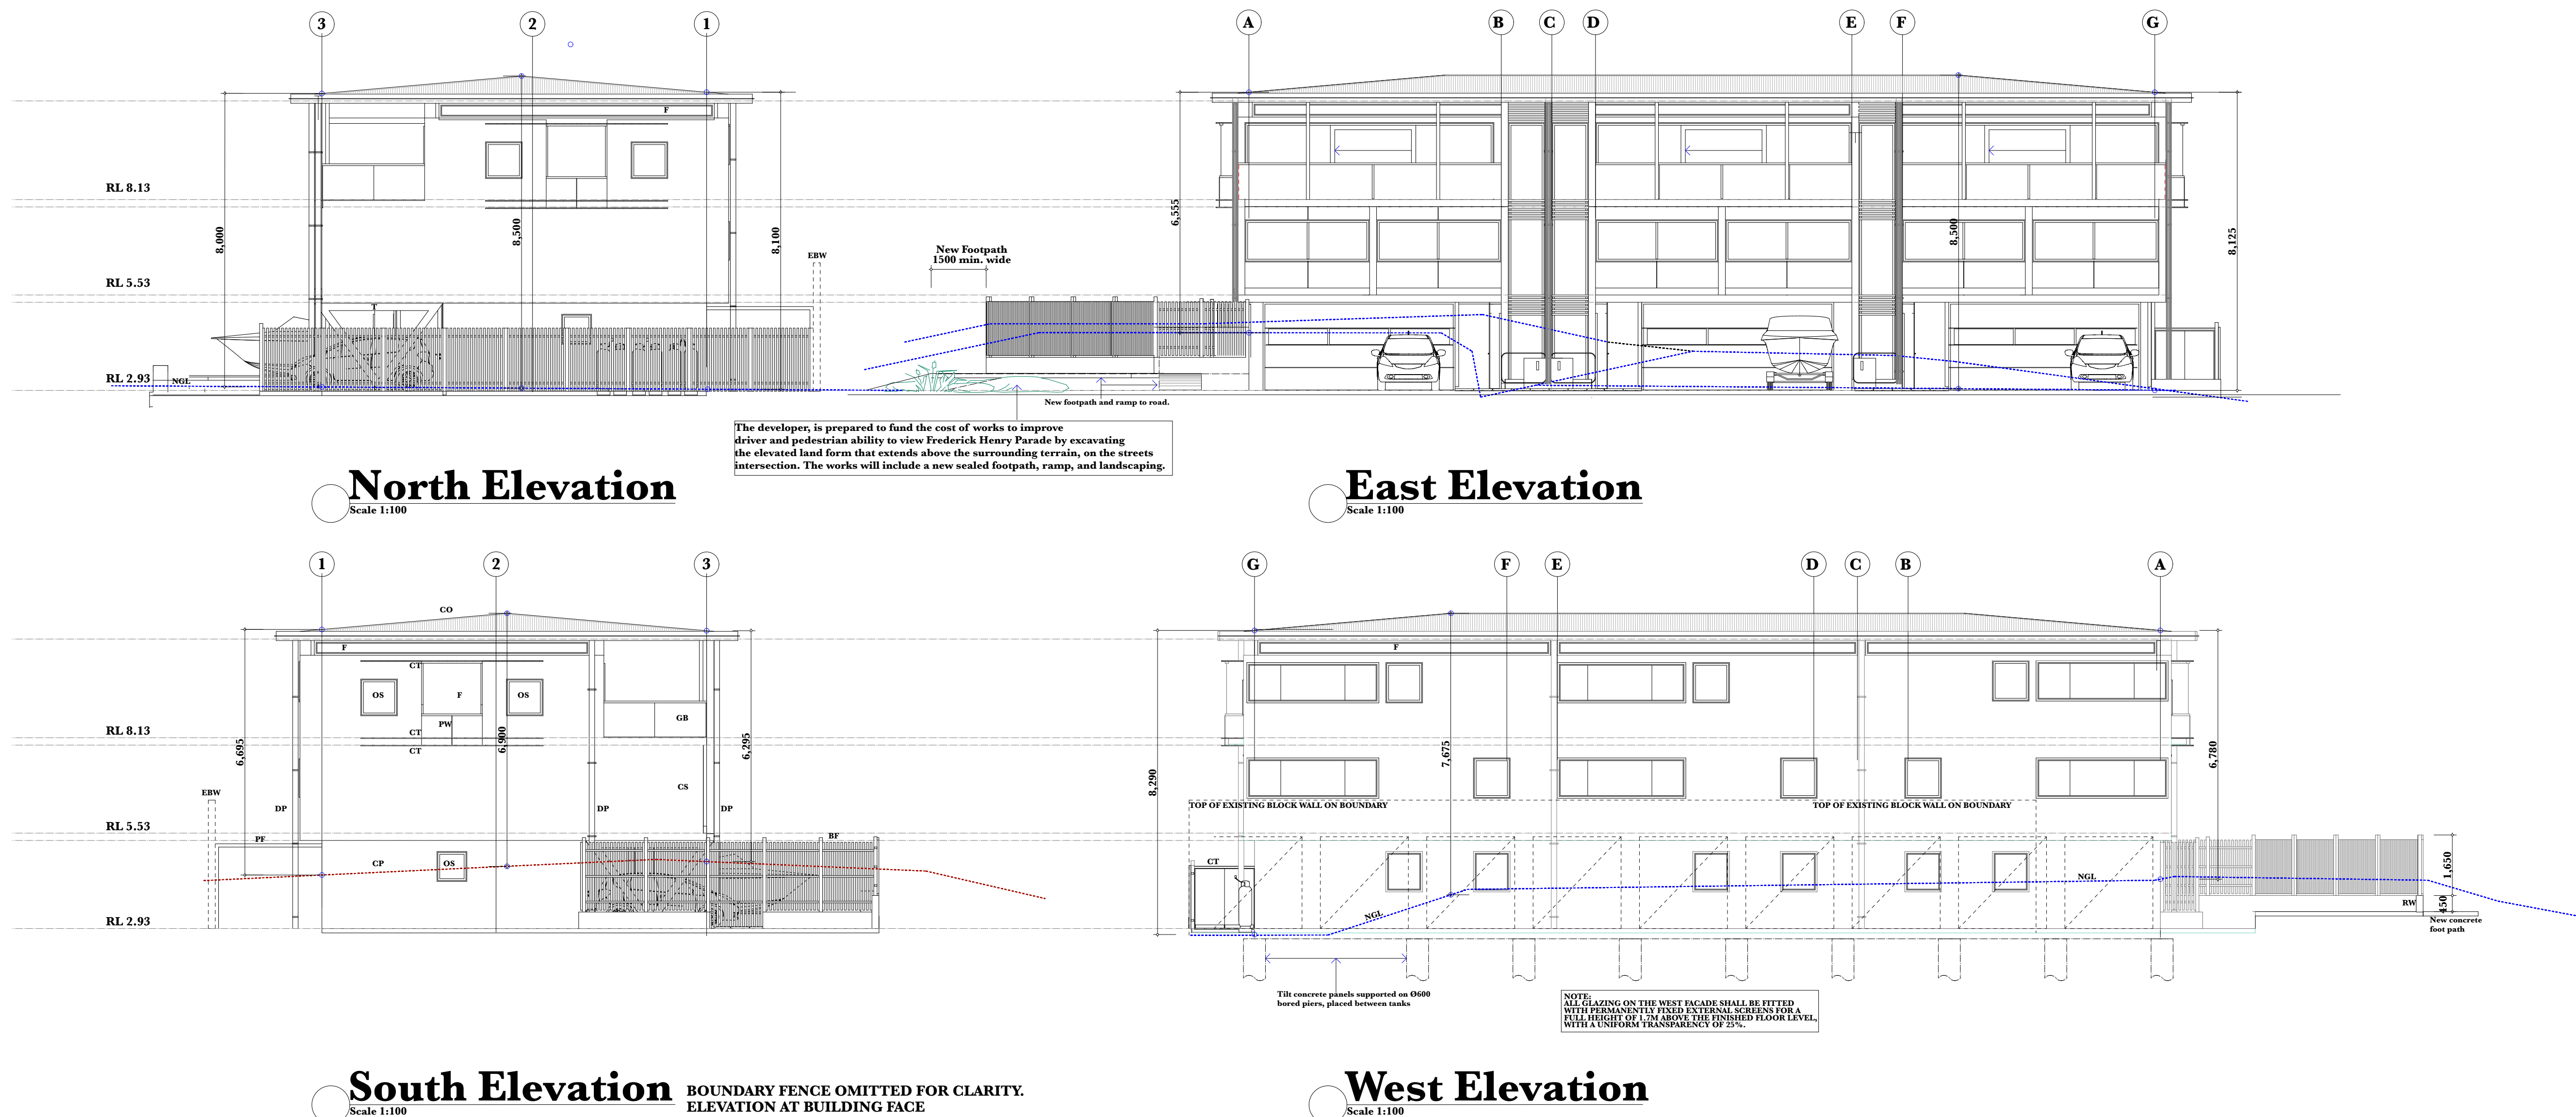 3
2
1
A
B
C
D
E
F
G
F
RL 8.13
8,000
8,500
8,100
6,555
8,500
8,125
New Footpath
1500 min. wide
EBW
RL 5.53
T
RL 2.93
NGL
New footpath and ramp to road.
The developer, is prepared to fund the cost of works to improve
driver and pedestrian ability to view Frederick Henry Parade by excavating
the elevated land form that extends above the surrounding terrain, on the streets
intersection. The works will include a new sealed footpath, ramp, and landscaping.
North Elevation
Scale 1:100
East Elevation
Scale 1:100
1
2
3
G
F
E
D
C
B
A
CO
F
CT
OS
F
OS
PW
GB
CT
CT
RL 8.13
6,695
6,900
6,295
CS
EBW
DP
DP
DP
RL 5.53
PF
BF
CP
OS
RL 2.93
F
8,290
7,675
6,780
TOP OF EXISTING BLOCK WALL ON BOUNDARY
TOP OF EXISTING BLOCK WALL ON BOUNDARY
CT
NGL
NGL
1,650
450
RW
New concrete
foot path
Tilt concrete panels supported on Ø600
bored piers, placed between tanks
NOTE:
ALL GLAZING ON THE WEST FACADE SHALL BE FITTED
WITH PERMANENTLY FIXED EXTERNAL SCREENS FOR A
FULL HEIGHT OF 1.7M ABOVE THE FINISHED FLOOR LEVEL,
WITH A UNIFORM TRANSPARENCY OF 25%.
South Elevation
Scale 1:100
BOUNDARY FENCE OMITTED FOR CLARITY.
ELEVATION AT BUILDING FACE
West Elevation
Scale 1:100